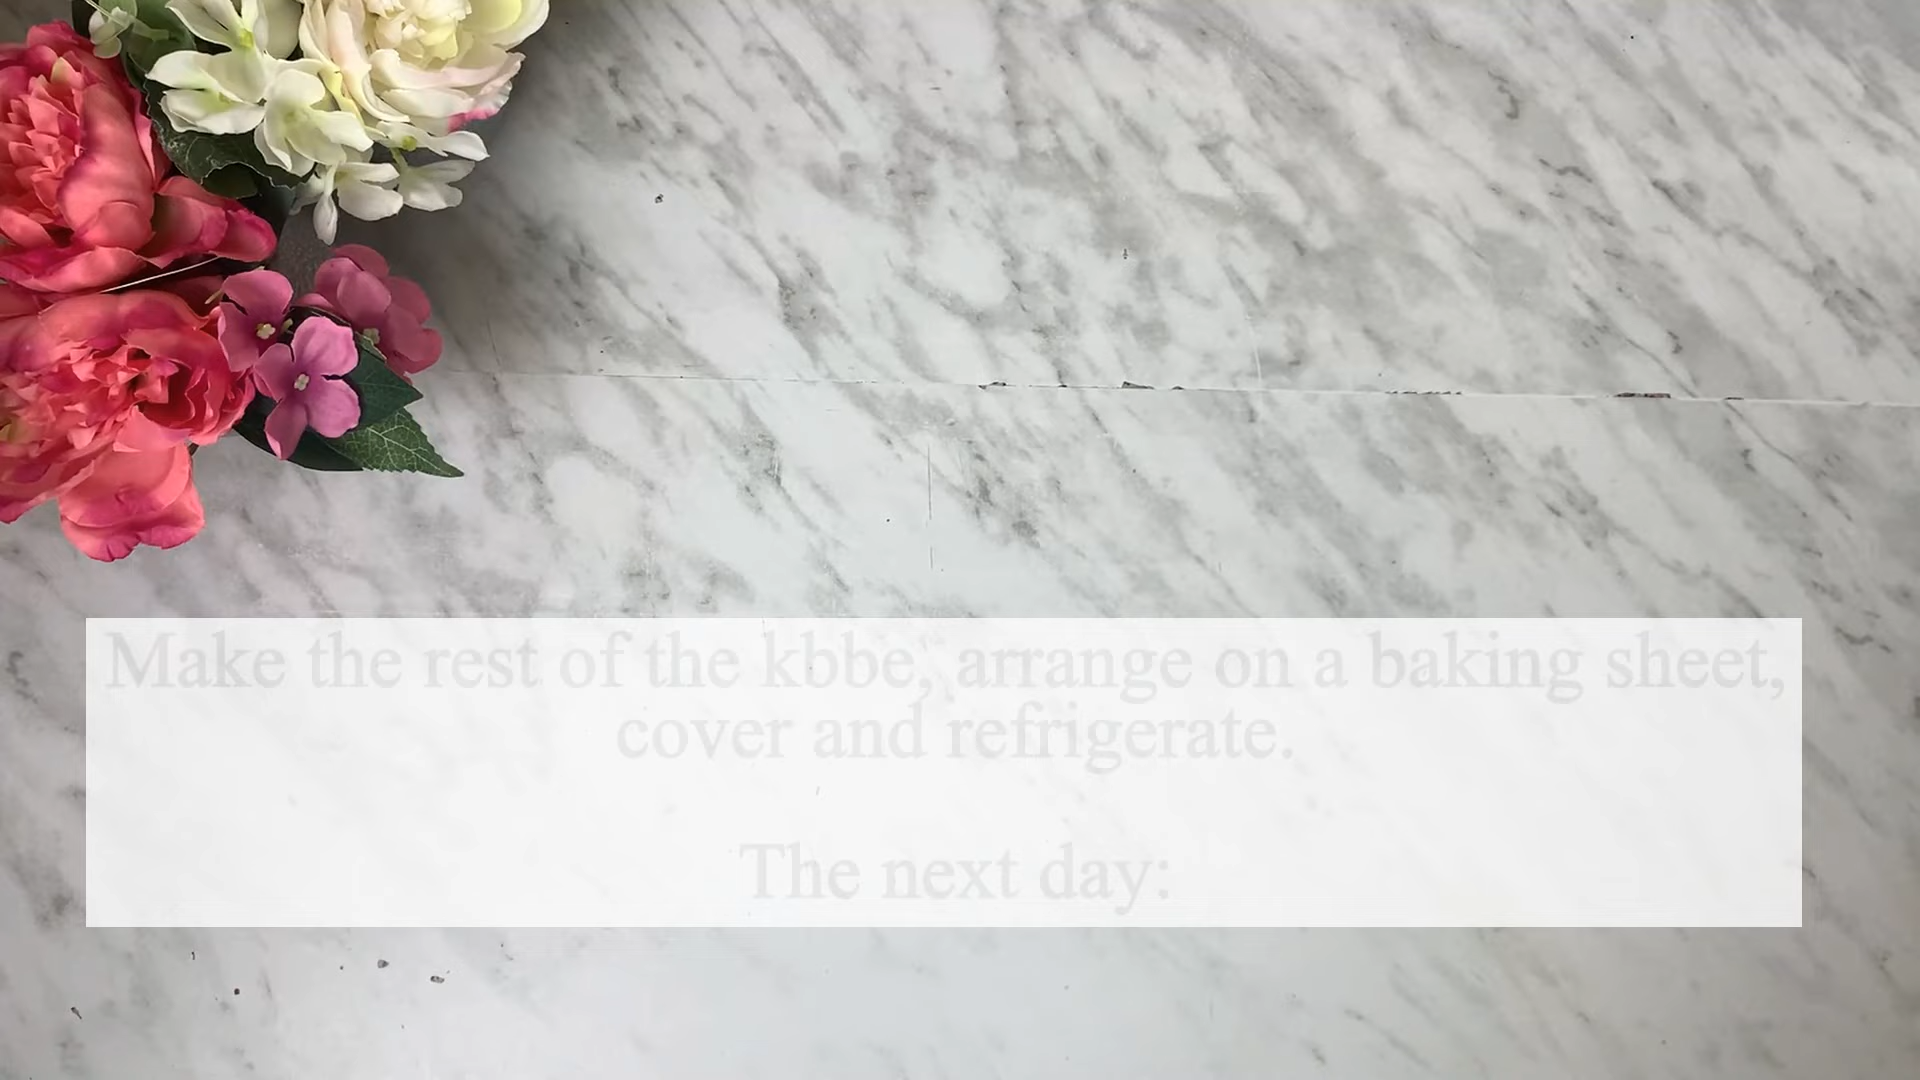 Make the rest of the kbbe, arrange on a baking sheet,
cover and refrigerate.
The next day: